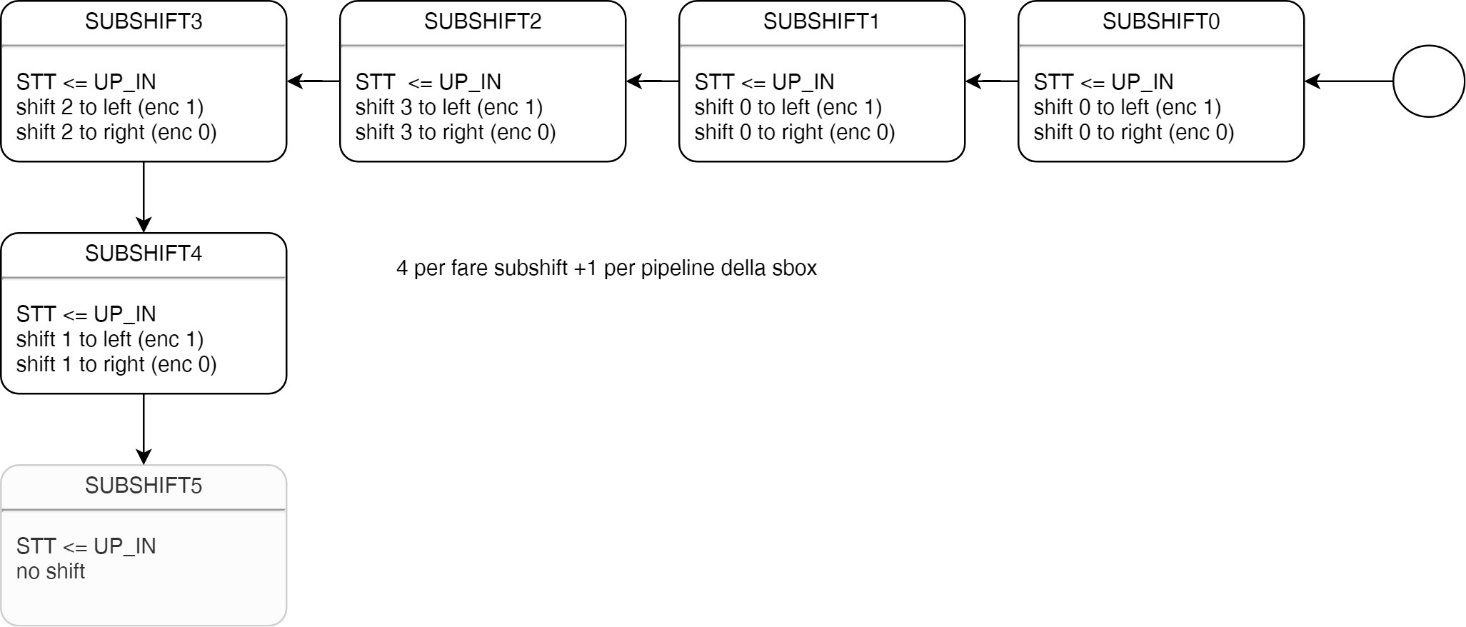 SUBSHIFT3
STT <= UP_IN
shift 2 to left (enc 1)
shift 2 to right (enc 0)
SUBSHIFT2
STT <= UP_IN
shift 3 to left (enc 1)
shift 3 to right (enc 0)
SUBSHIFT1
STT <= UP_IN
shift 0 to left (enc 1)
shift 0 to right (enc 0)
SUBSHIFT0
STT <= UP_IN
shift 0 to left (enc 1)
shift 0 to right (enc 0)
SUBSHIFT4
STT <= UP_IN
shift 1 to left (enc 1)
shift 1 to right (enc 0)
4 per fare subshift +1 per pipeline della sbox
SUBSHIFT5
STT <= UP_IN
no shift